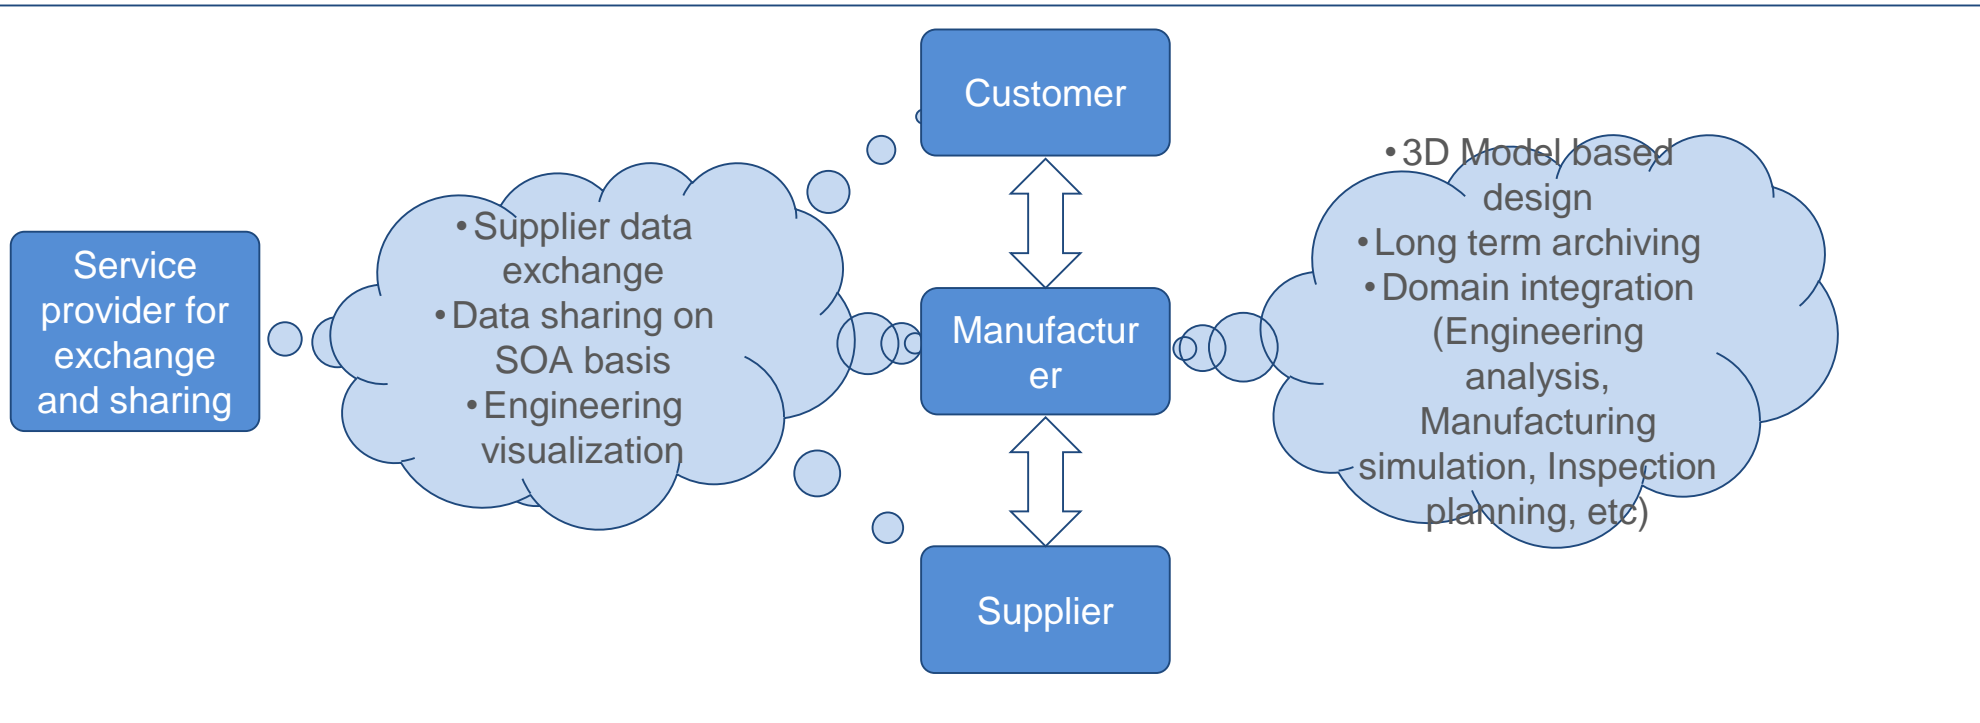 Customer
Service
provider for
exchange
and sharing
• Supplier data
exchange
• Data sharing on
SOA basis
• Engineering
visualization
Manufactur
er
Supplier
• 3D Model based
design
• Long term archiving
• Domain integration
(Engineering
analysis,
Manufacturing
simulation, Inspection
planning, etc)